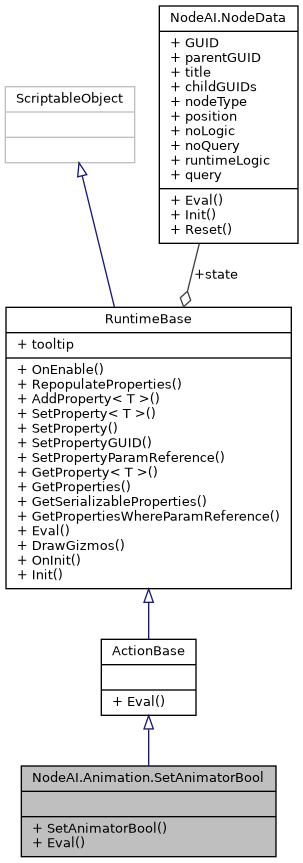 NodeAI.NodeData
+ GUID
+ parentGUID
+ title
+ childGUIDs
+ nodeType
+ position
+ noLogic
+ noQuery
+ runtimeLogic
+ query
+ Eval()
+ Init()
+ Reset()
ScriptableObject
+state
RuntimeBase
+ tooltip
+ OnEnable()
+ RepopulateProperties()
+ AddProperty< T >()
+ SetProperty< T >()
+ SetProperty()
+ SetPropertyGUID()
+ SetPropertyParamReference()
+ GetProperty< T >()
+ GetProperties()
+ GetSerializableProperties()
+ GetPropertiesWhereParamReference()
+ Eval()
+ DrawGizmos()
+ OnInit()
+ Init()
ActionBase
+ Eval()
NodeAI.Animation.SetAnimatorBool
+ SetAnimatorBool()
+ Eval()